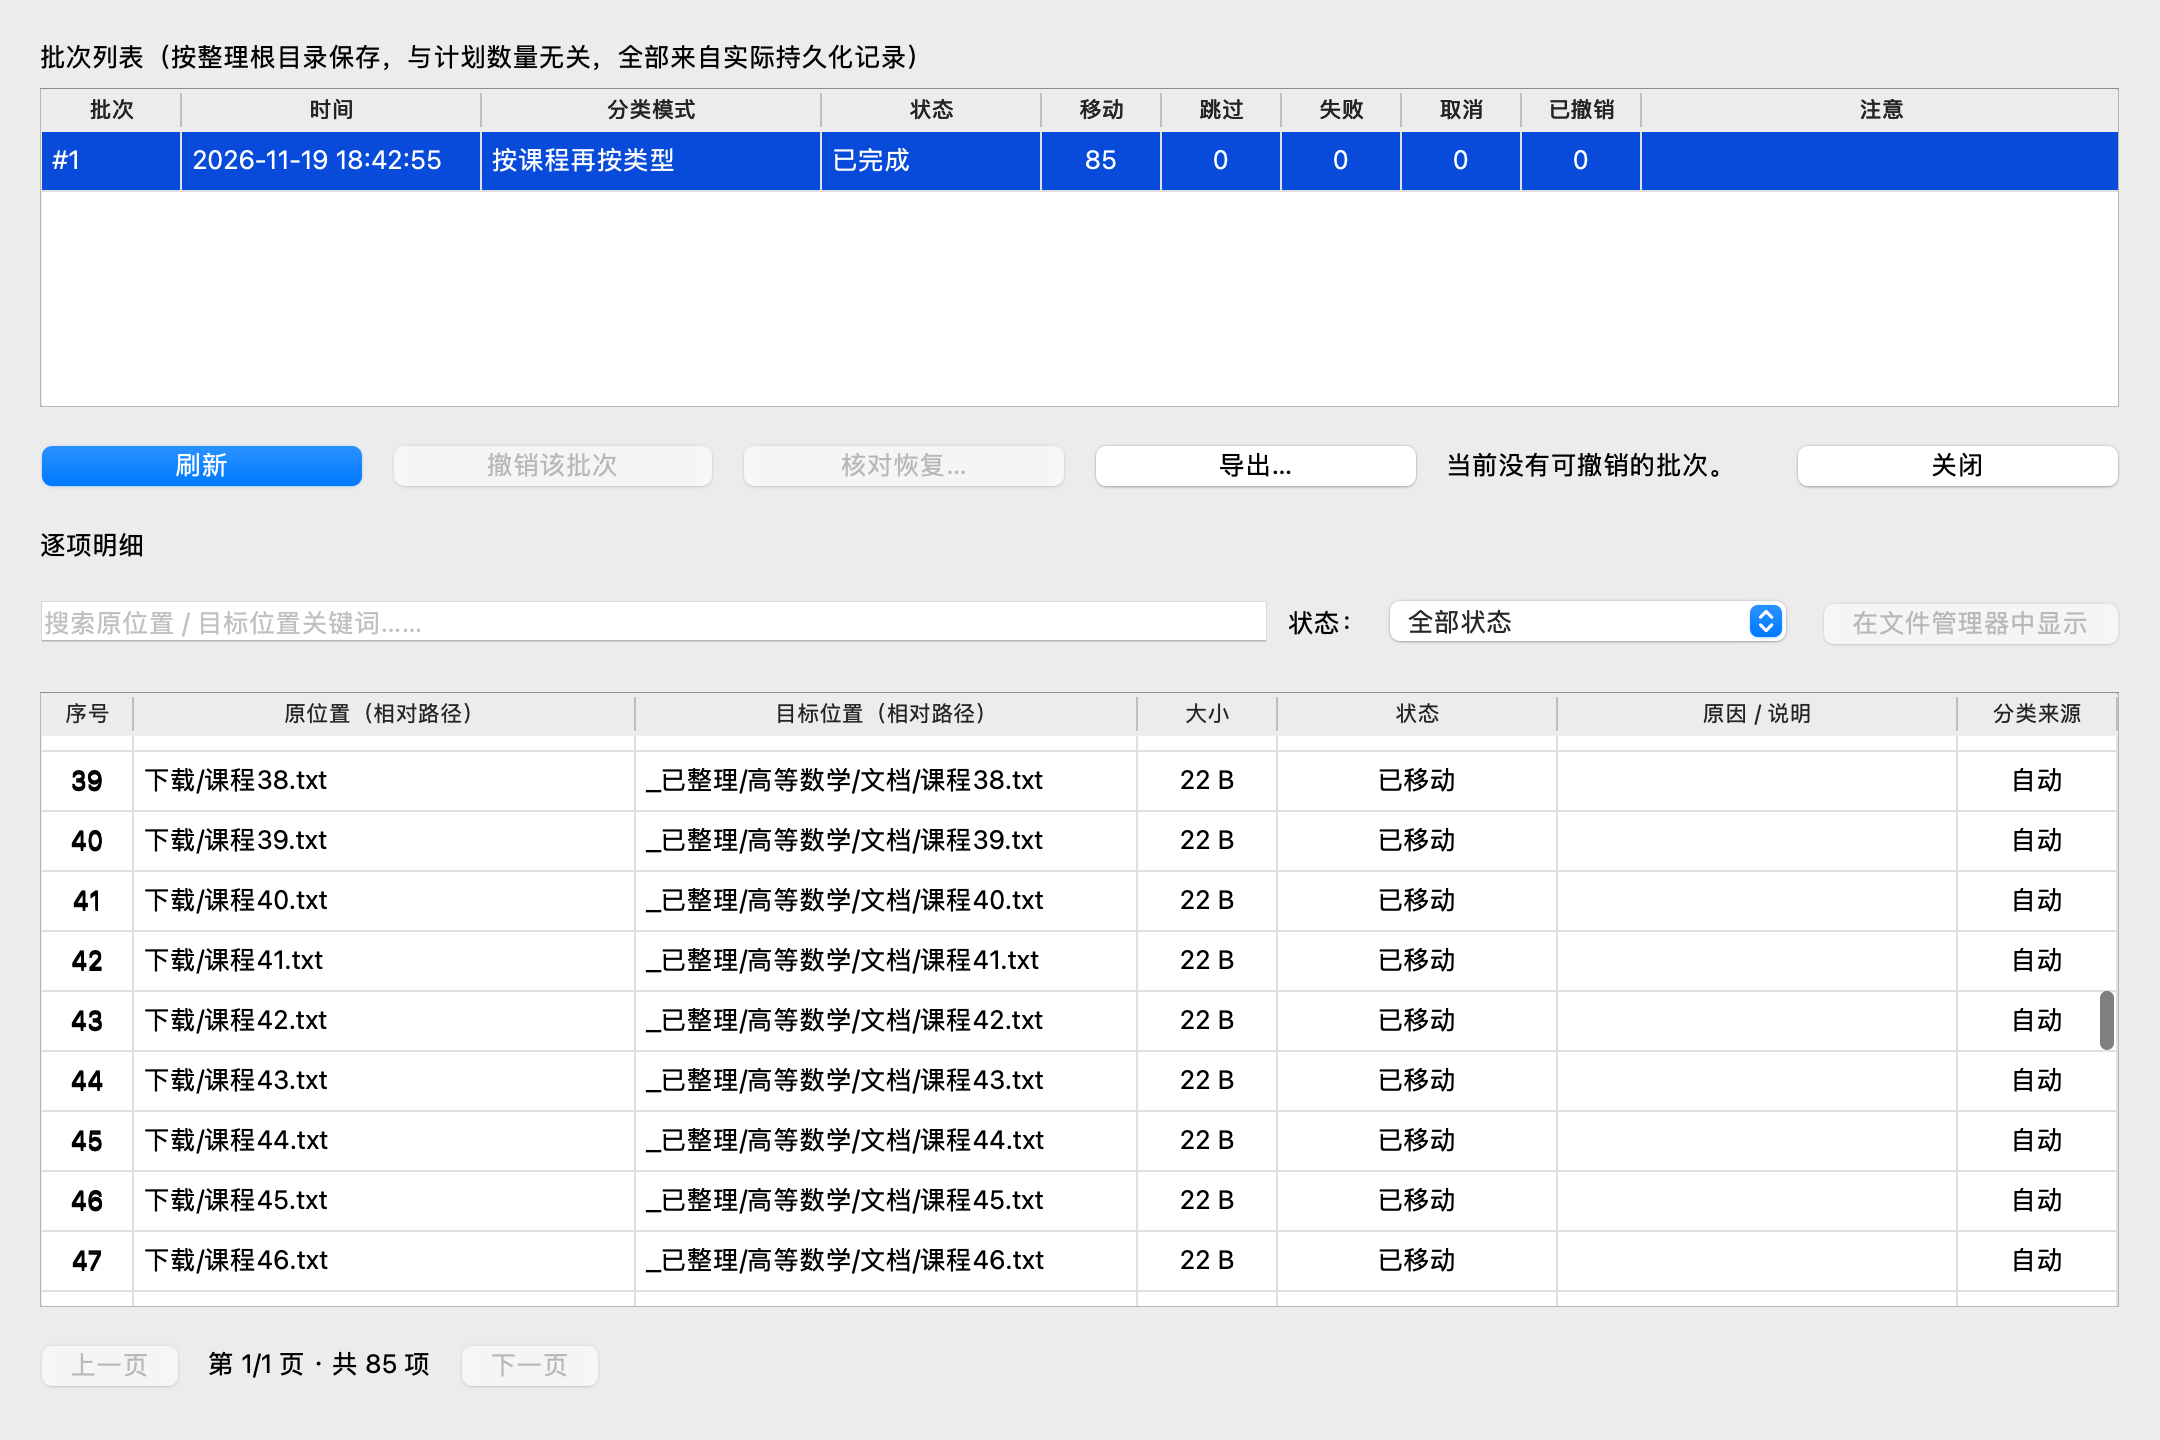 批次列表（按整理根目录保存，与计划数量无关，全部来自实际持久化记录）
批次 时间 分类模式 状态 移动 跳过 失败 取消 已撤销 注意
#1 2026-11-19 18:42:55 按课程再按类型 已完成 85 0 0 0 0
刷新 撤销该批次 核对恢复... 导出... 当前没有可撤销的批次。 关闭
逐项明细
搜索原位置 / 目标位置关键词…… 状态： 全部状态 在文件管理器中显示
序号 原位置（相对路径） 目标位置（相对路径） 大小 状态 原因 / 说明 分类来源
39 下载/课程38.txt _已整理/高等数学/文档/课程38.txt 22 B 已移动 自动
40 下载/课程39.txt _已整理/高等数学/文档/课程39.txt 22 B 已移动 自动
41 下载/课程40.txt _已整理/高等数学/文档/课程40.txt 22 B 已移动 自动
42 下载/课程41.txt _已整理/高等数学/文档/课程41.txt 22 B 已移动 自动
43 下载/课程42.txt _已整理/高等数学/文档/课程42.txt 22 B 已移动 自动
44 下载/课程43.txt _已整理/高等数学/文档/课程43.txt 22 B 已移动 自动
45 下载/课程44.txt _已整理/高等数学/文档/课程44.txt 22 B 已移动 自动
46 下载/课程45.txt _已整理/高等数学/文档/课程45.txt 22 B 已移动 自动
47 下载/课程46.txt _已整理/高等数学/文档/课程46.txt 22 B 已移动 自动
上一页 第 1/1 页 · 共 85 项 下一页